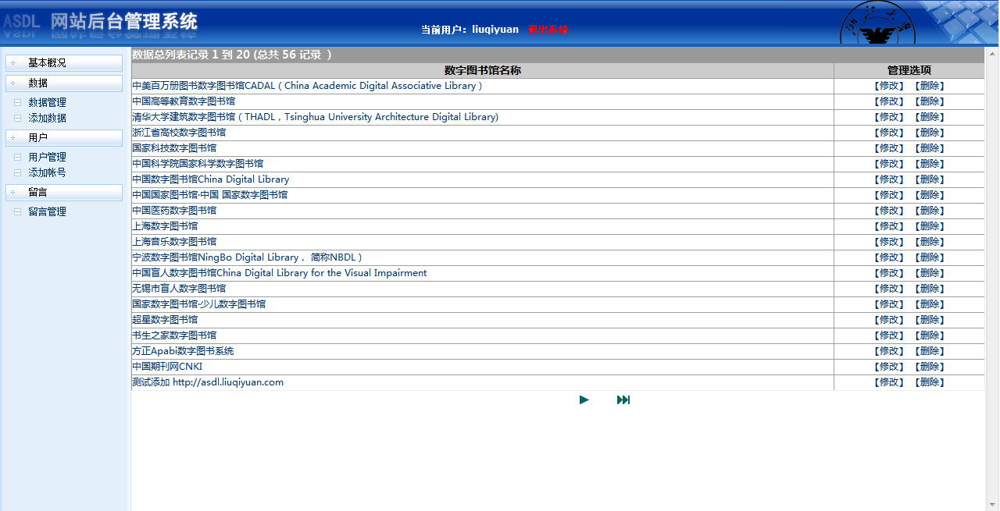 ASDL 网站后台管理系统
当前用户：liuqiyuan 退出系统
浙江大学
基本概况
数据
数据管理
添加数据
用户
用户管理
添加帐号
留言
留言管理
数据总列表记录 1 到 20 (总共 56 记录 )
数字图书馆名称 管理选项
中美百万册图书数字图书馆CADAL（China Academic Digital Associative Library） 【修改】 【删除】
中国高等教育数字图书馆 【修改】 【删除】
清华大学建筑数字图书馆（THADL，Tsinghua University Architecture Digital Library) 【修改】 【删除】
浙江省高校数字图书馆 【修改】 【删除】
国家科技数字图书馆 【修改】 【删除】
中国科学院国家科学数字图书馆 【修改】 【删除】
中国数字图书馆China Digital Library 【修改】 【删除】
中国国家图书馆·中国 国家数字图书馆 【修改】 【删除】
中国医药数字图书馆 【修改】 【删除】
上海数字图书馆 【修改】 【删除】
上海音乐数字图书馆 【修改】 【删除】
宁波数字图书馆NingBo Digital Library， 简称NBDL） 【修改】 【删除】
中国盲人数字图书馆China Digital Library for the Visual Impairment 【修改】 【删除】
无锡市盲人数字图书馆 【修改】 【删除】
国家数字图书馆·少儿数字图书馆 【修改】 【删除】
超星数字图书馆 【修改】 【删除】
书生之家数字图书馆 【修改】 【删除】
方正Apabi数字图书系统 【修改】 【删除】
中国期刊网CNKI 【修改】 【删除】
测试添加 http://asdl.liuqiyuan.com 【修改】 【删除】